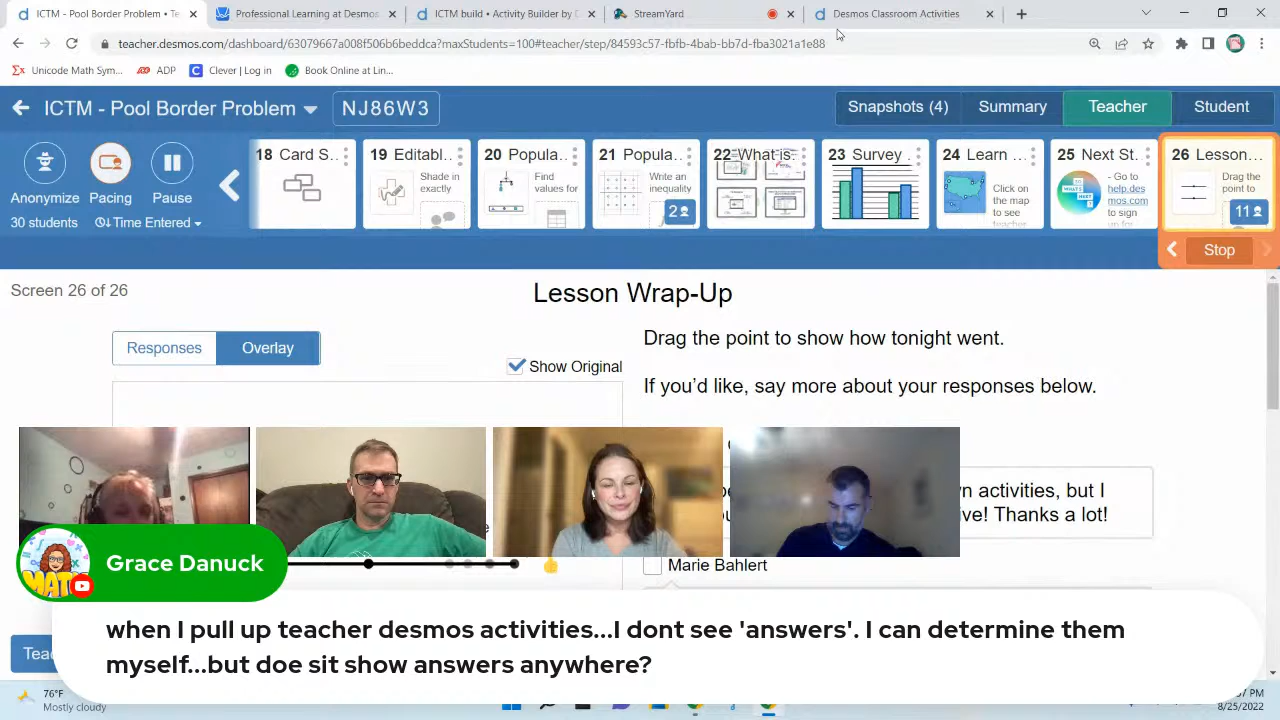 Desmos Pool Border Problem • Te
Professional Learning at Desmos
ICTM build • Activity Builder by D
StreamYard
Desmos Classroom Activities
teacher.desmos.com/dashboard/63079667a008f506b6beddca?maxStudents=100#teacher/step/84593c57-fbfb-4bab-bb7d-fba3021a1e88
Unicode Math Sym...
ADP
Clever | Log in
Book Online at Lin...
ICTM - Pool Border Problem
NJ86W3
Snapshots (4)
Summary
Teacher
Student
18 Card S..
19 Editabl..
Shade in
exactly
20 Popula..
Find
values for
21 Popula..
Write an
inequality
2
22 What is
23 Survey .
24 Learn ...
Click on
the map
to see
25 Next St.
- Go to
help.des
mos.com
to sign
26 Lesson...
Drag the
point to
11
Anonymize
Pacing
Pause
30 students
Time Entered
Stop
Screen 26 of 26
Lesson Wrap-Up
Responses
Overlay
Show Original
Drag the point to show how tonight went.
If you'd like, say more about your responses below.
activities, but I
Thanks a lot!
Marie Bahlert
Grace Danuck
MAT
when I pull up teacher desmos activities...I dont see 'answers'. I can determine them
myself...but doe sit show answers anywhere?
Teac
76°F
Mostly cloudy
PM
8/25/2022